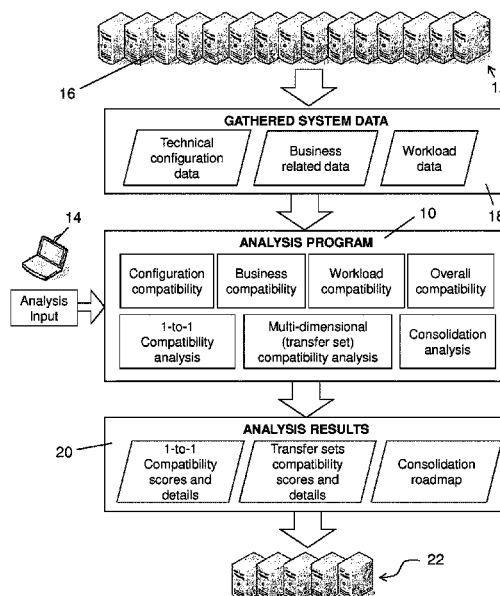 16
GATHERED SYSTEM DATA
Technical configuration data
Business related data
Workload data
18
10
14
ANALYSIS PROGRAM
Configuration compatibility
Business compatibility
Workload compatibility
Overall compatibility
Analysis Input
1-to-1 Compatibility analysis
Multi-dimensional (transfer set) compatibility analysis
Consolidation analysis
ANALYSIS RESULTS
20
1-to-1 Compatibility scores and details
Transfer sets compatibility scores and details
Consolidation roadmap
22